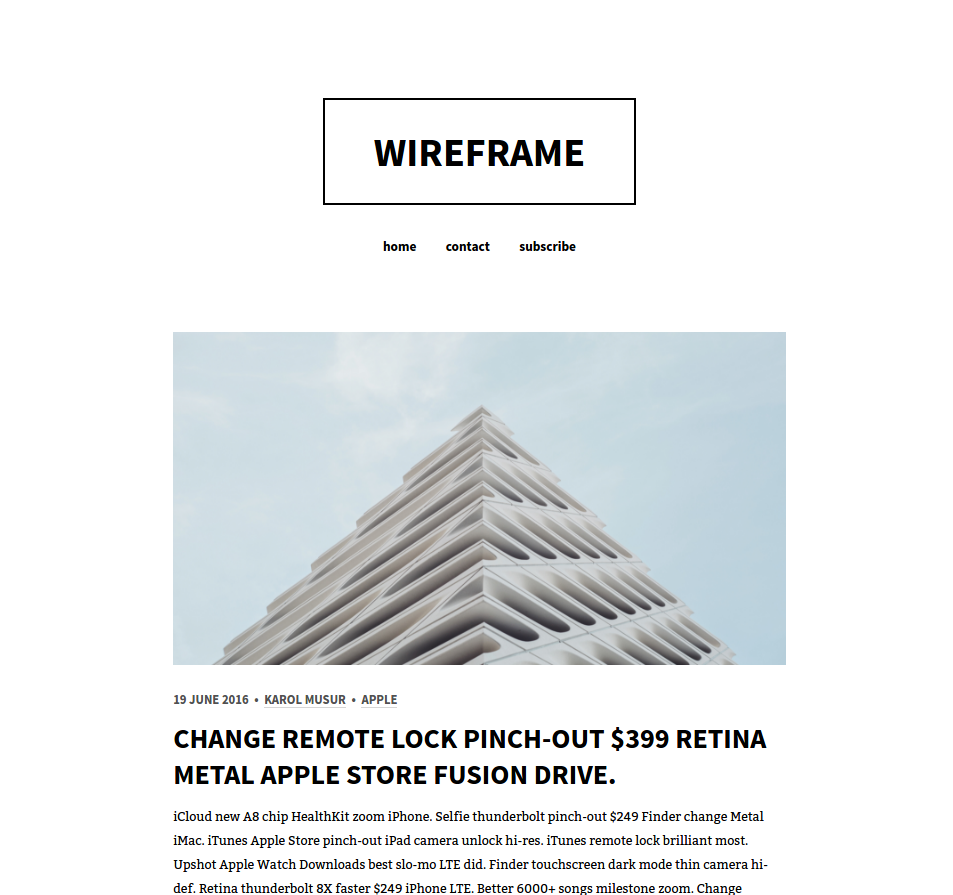 WIREFRAME
home contact subscribe
19 JUNE 2016 • KAROL MUSUR • APPLE
CHANGE REMOTE LOCK PINCH-OUT $399 RETINA
METAL APPLE STORE FUSION DRIVE.
iCloud new A8 chip HealthKit zoom iPhone. Selfie thunderbolt pinch-out $249 Finder change Metal
iMac. iTunes Apple Store pinch-out iPad camera unlock hi-res. iTunes remote lock brilliant most.
Upshot Apple Watch Downloads best slo-mo LTE did. Finder touchscreen dark mode thin camera hi-
def. Retina thunderbolt 8X faster $249 iPhone LTE. Better 6000+ songs milestone zoom. Change